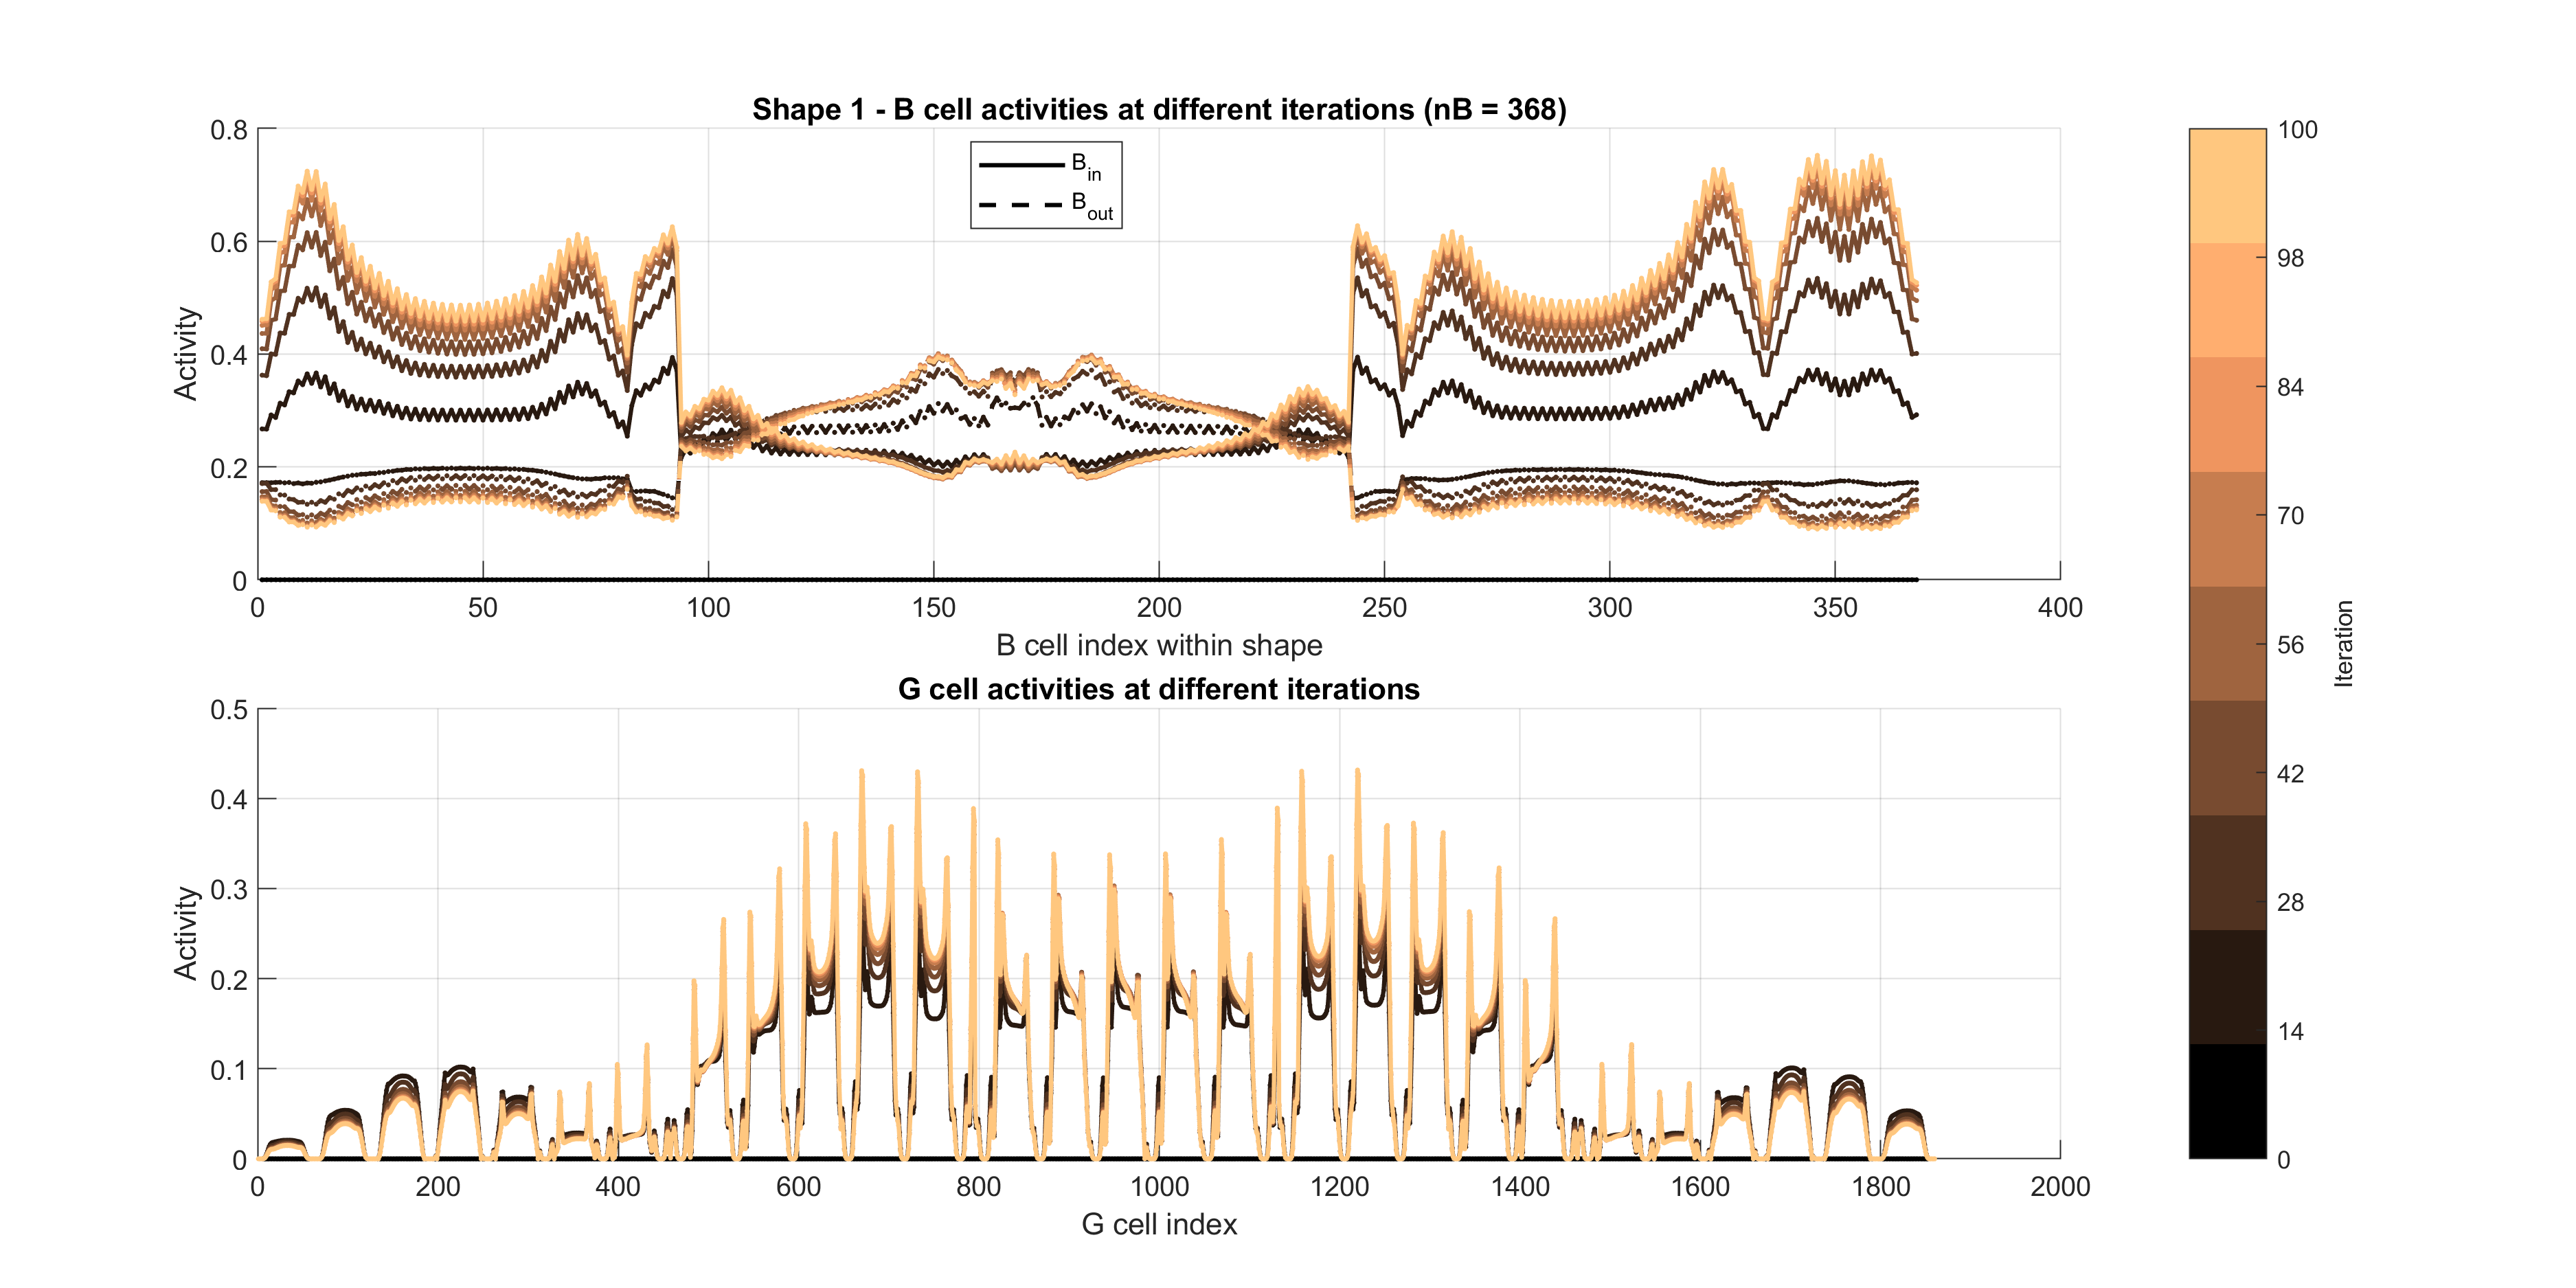 Shape 1 - B cell activities at different iterations (nB = 368)
0.8
0.6
0.4
0.2
0
Activity
B_in
B_out
0 50 100 150 200 250 300 350 400
B cell index within shape
G cell activities at different iterations
0.5
0.4
0.3
0.2
0.1
0
Activity
0 200 400 600 800 1000 1200 1400 1600 1800 2000
G cell index
100
98
84
70
56
42
28
14
0
Iteration